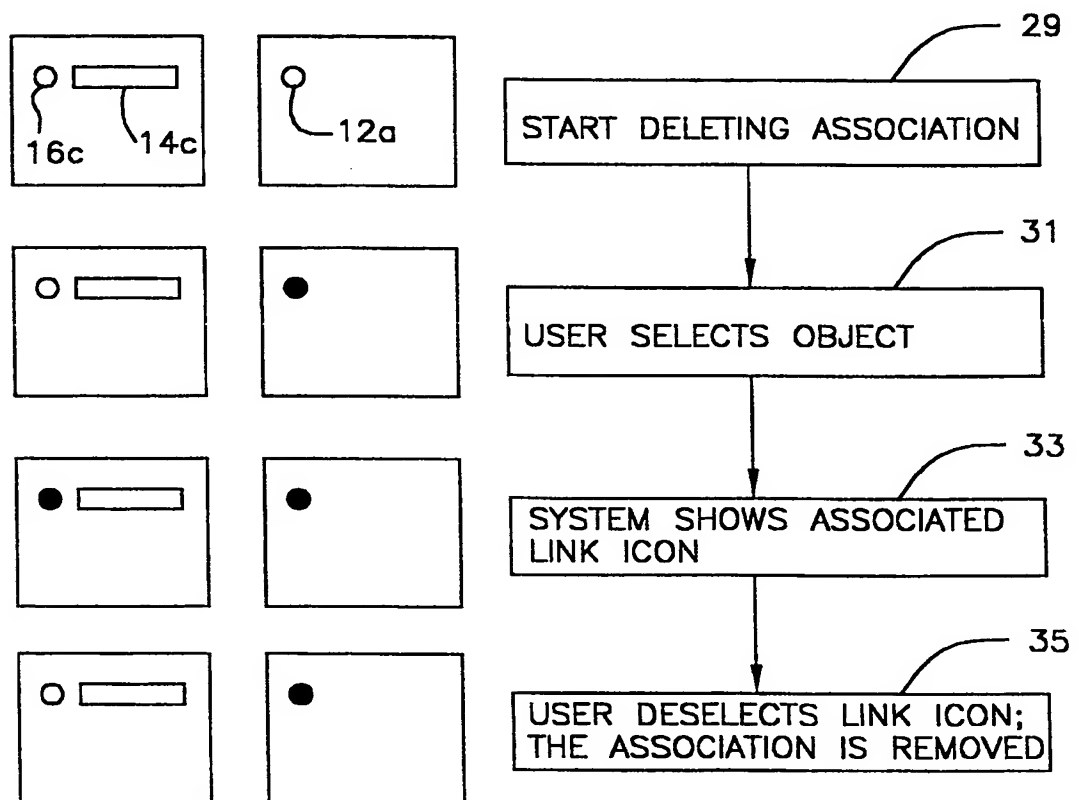 29
16c
14c
12a
START DELETING ASSOCIATION
31
USER SELECTS OBJECT
33
SYSTEM SHOWS ASSOCIATED
LINK ICON
35
USER DESELECTS LINK ICON;
THE ASSOCIATION IS REMOVED